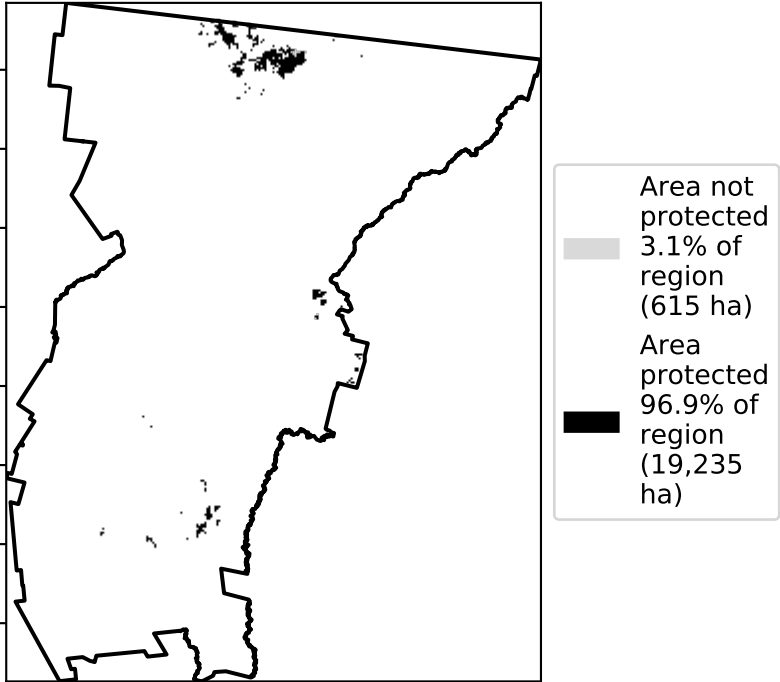 Area not
protected
3.1% of
region
(615 ha)
Area
protected
96.9% of
region
(19,235
ha)